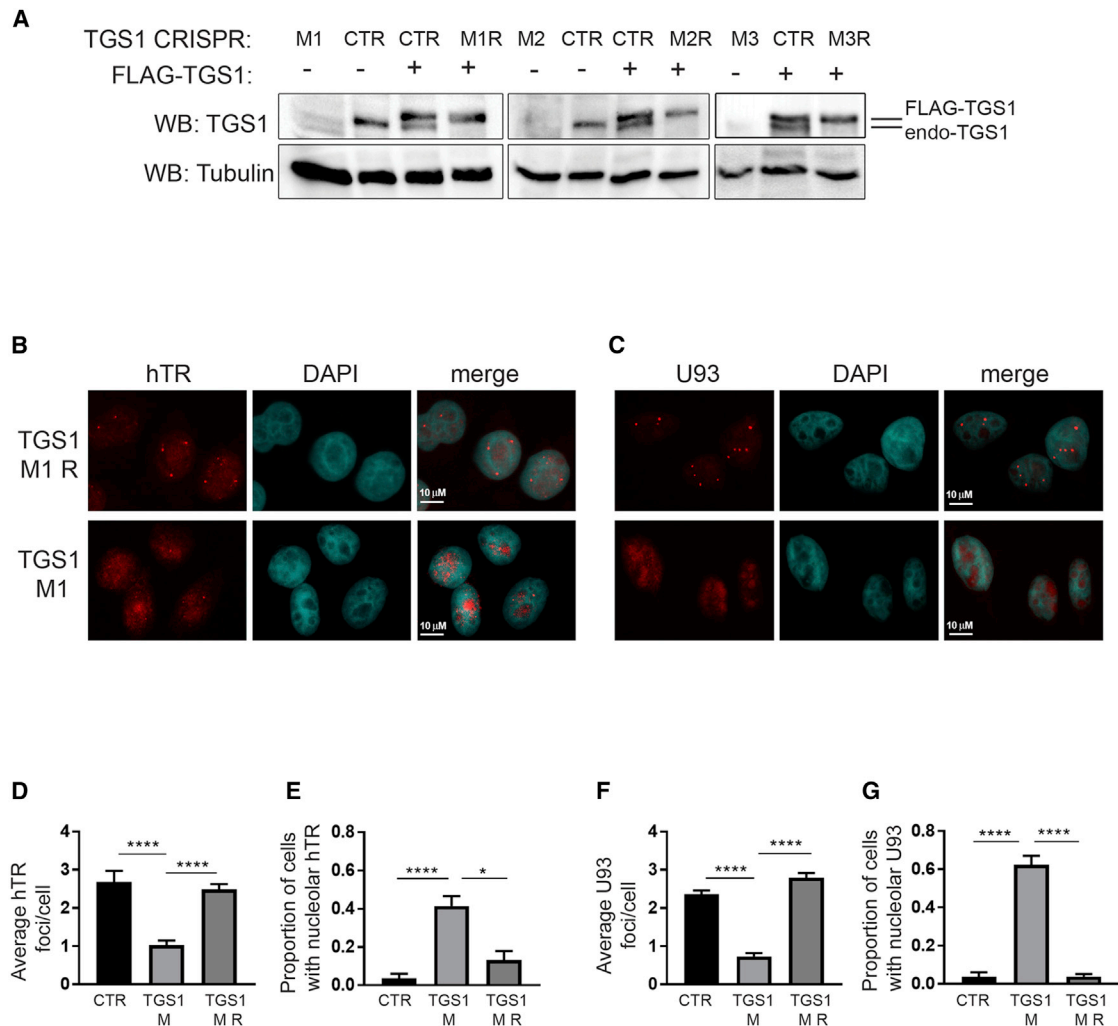 A
TGS1 CRISPR: M1 CTR CTR M1R M2 CTR CTR M2R M3 CTR M3R
FLAG-TGS1: - - + + - - + + - + +
WB: TGS1 FLAG-TGS1
endo-TGS1
WB: Tubulin
B C
hTR DAPI merge U93 DAPI merge
TGS1
M1 R
10 μM 10 μM
TGS1
M1
10 μM 10 μM
D E F G
Average hTR
foci/cell
4
3
2
1
0
**** ****
CTR TGS1 TGS1
M M R
Proportion of cells
with nucleolar hTR
0.8
0.6
0.4
0.2
0.0
**** *
CTR TGS1 TGS1
M M R
Average U93
foci/cell
4
3
2
1
0
**** ****
CTR TGS1 TGS1
M M R
Proportion of cells
with nucleolar U93
0.8
0.6
0.4
0.2
0.0
**** ****
CTR TGS1 TGS1
M M R